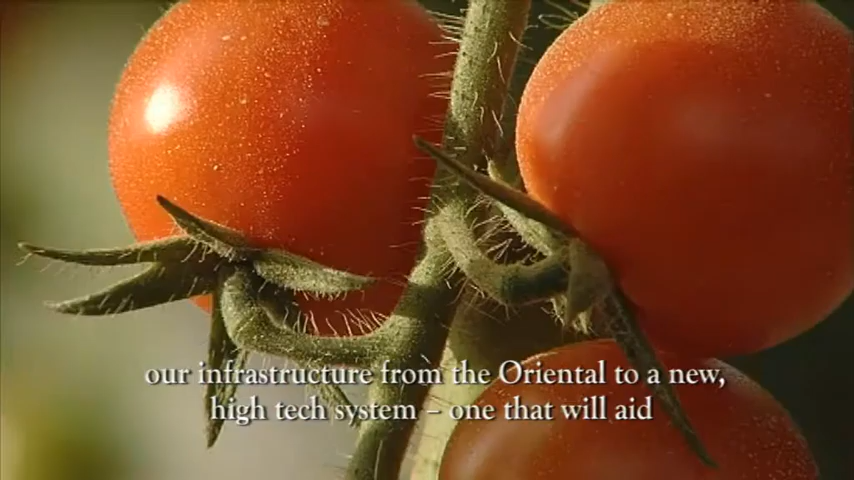 our infrastructure from the Oriental to a new,
high tech system – one that will aid